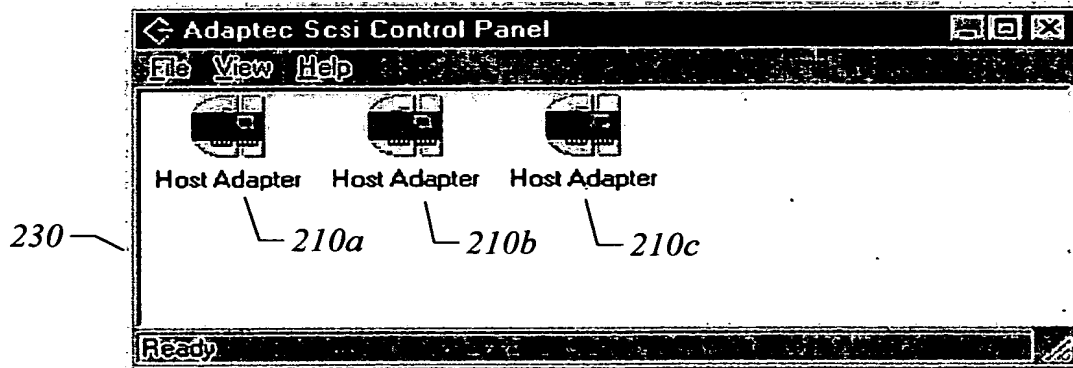 Adaptec Scsi Control Panel
File View Help
Host Adapter Host Adapter Host Adapter
230 210a 210b 210c
Ready